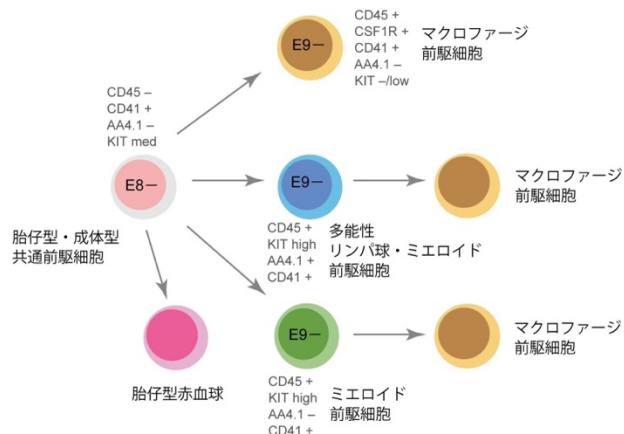 CD45 +
CSF1R +
CD41 +
AA4.1 –
KIT –/low
E9－
マクロファージ
前駆細胞
CD45 –
CD41 +
AA4.1 –
KIT med
E8－
胎仔型・成体型
共通前駆細胞
E9－
CD45 +
KIT high
AA4.1 +
CD41 +
多能性
リンパ球・ミエロイド
前駆細胞
マクロファージ
前駆細胞
胎仔型赤血球
E9－
CD45 +
KIT high
AA4.1 –
CD41 +
ミエロイド
前駆細胞
マクロファージ
前駆細胞